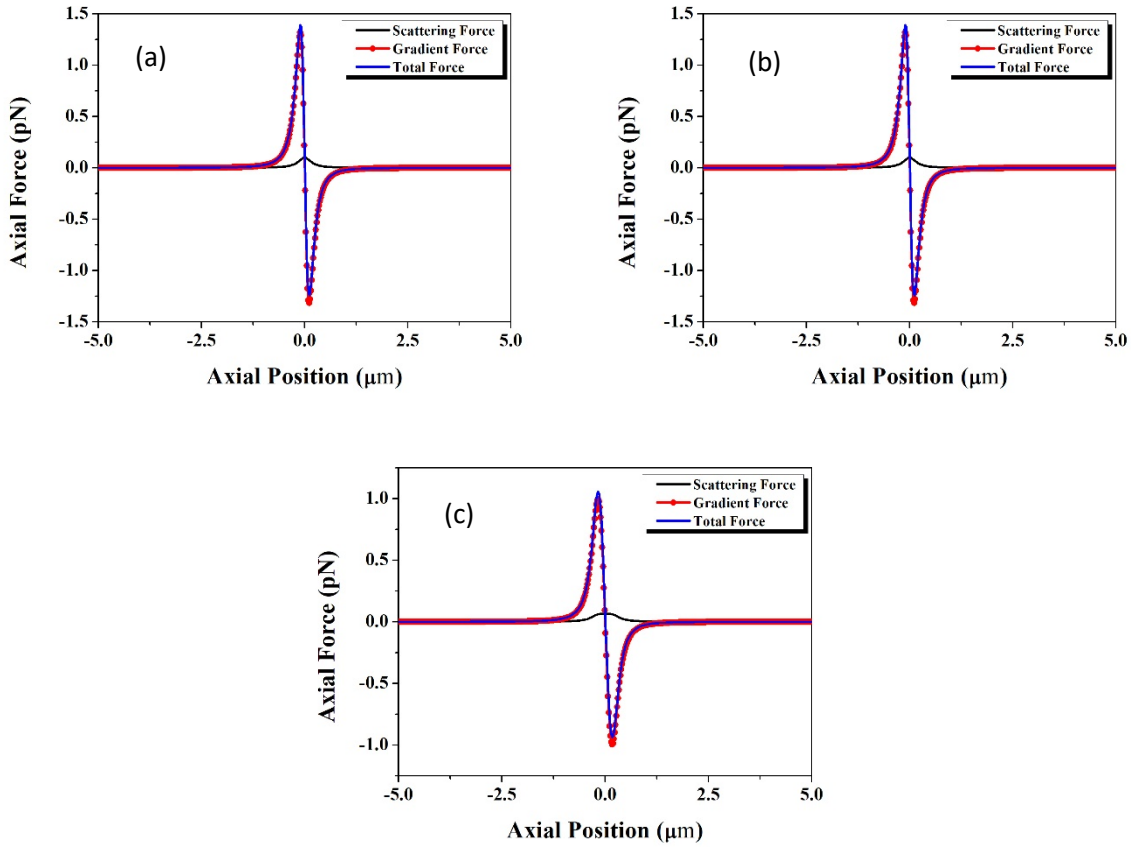 (a)
Scattering Force
Gradient Force
Total Force
1.5
1.0
0.5
0.0
-0.5
-1.0
-1.5
Axial Force (pN)
-5.0 -2.5 0.0 2.5 5.0
Axial Position (μm)
(b)
Scattering Force
Gradient Force
Total Force
1.5
1.0
0.5
0.0
-0.5
-1.0
-1.5
Axial Force (pN)
-5.0 -2.5 0.0 2.5 5.0
Axial Position (μm)
(c)
Scattering Force
Gradient Force
Total Force
1.0
0.5
0.0
-0.5
-1.0
Axial Force (pN)
-5.0 -2.5 0.0 2.5 5.0
Axial Position (μm)